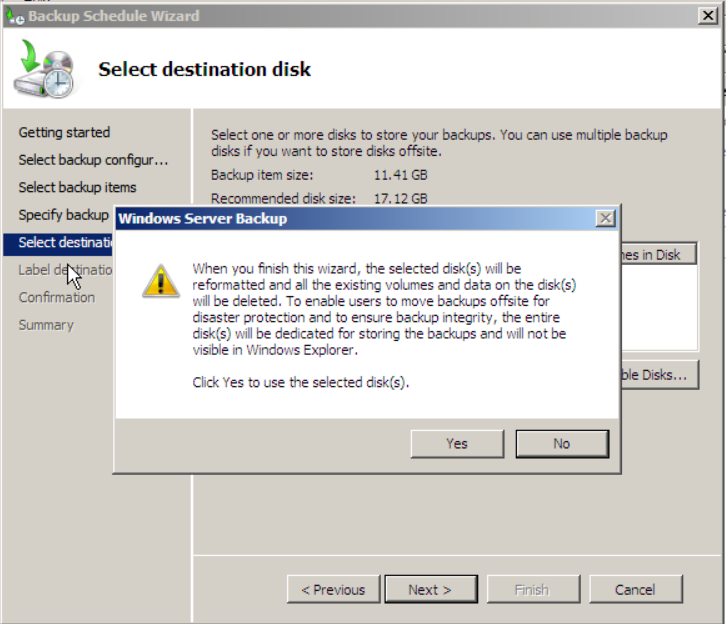 Backup Schedule Wizard
Select destination disk
Getting started
Select backup configur...
Select backup items
Specify backup
Select destinati
Label destinatio
Confirmation
Summary
Select one or more disks to store your backups. You can use multiple backup
disks if you want to store disks offsite.
Backup item size: 11.41 GB
Recommended disk size: 17.12 GB
Windows Server Backup
When you finish this wizard, the selected disk(s) will be
reformatted and all the existing volumes and data on the disk(s)
will be deleted. To enable users to move backups offsite for
disaster protection and to ensure backup integrity, the entire
disk(s) will be dedicated for storing the backups and will not be
visible in Windows Explorer.
Click Yes to use the selected disk(s).
Yes No
nes in Disk
ble Disks...
< Previous Next > Finish Cancel